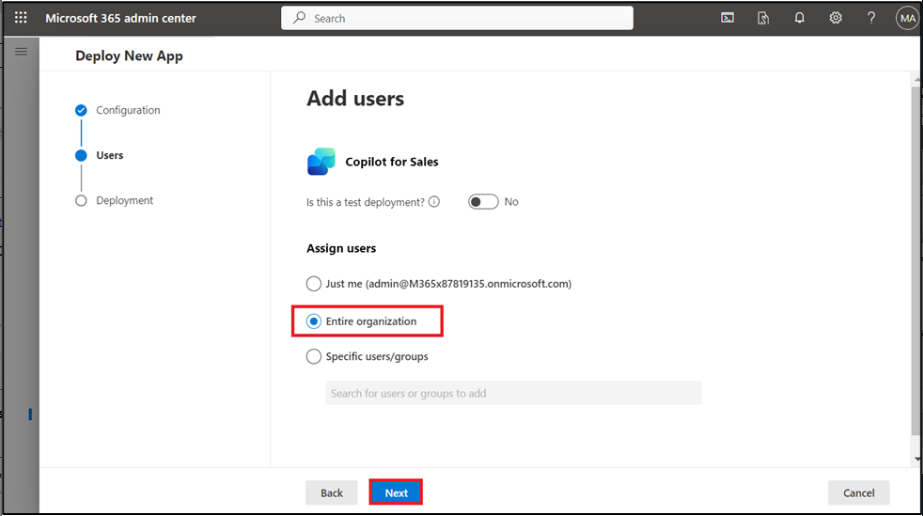 Microsoft 365 admin center
Search
MA
Deploy New App
Configuration
Users
Deployment
Add users
Copilot for Sales
Is this a test deployment?
No
Assign users
Just me (admin@M365x87819135.onmicrosoft.com)
Entire organization
Specific users/groups
Search for users or groups to add
Back
Next
Cancel